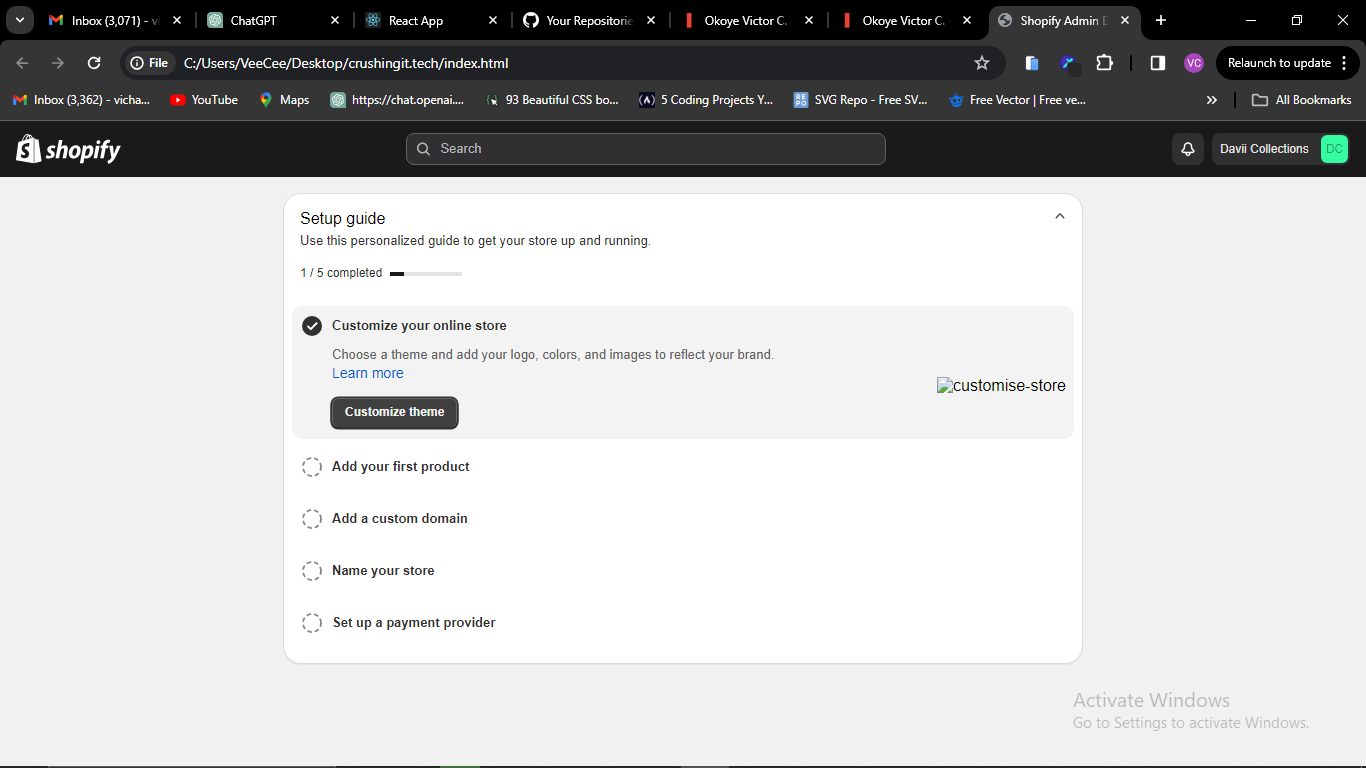 Inbox (3,071) - vi
ChatGPT
React App
Your Repositorie
Okoye Victor C.
Okoye Victor C.
Shopify Admin D
File
C:/Users/VeeCee/Desktop/crushingit.tech/index.html
VC
Relaunch to update
Inbox (3,362) - vicha...
YouTube
Maps
https://chat.openai....
93 Beautiful CSS bo...
5 Coding Projects Y...
SVG Repo - Free SV...
Free Vector | Free ve...
»
All Bookmarks
shopify
Search
Davii Collections
DC
Setup guide
Use this personalized guide to get your store up and running.
1 / 5 completed
Customize your online store
Choose a theme and add your logo, colors, and images to reflect your brand.
Learn more
customise-store
Customize theme
Add your first product
Add a custom domain
Name your store
Set up a payment provider
Activate Windows
Go to Settings to activate Windows.